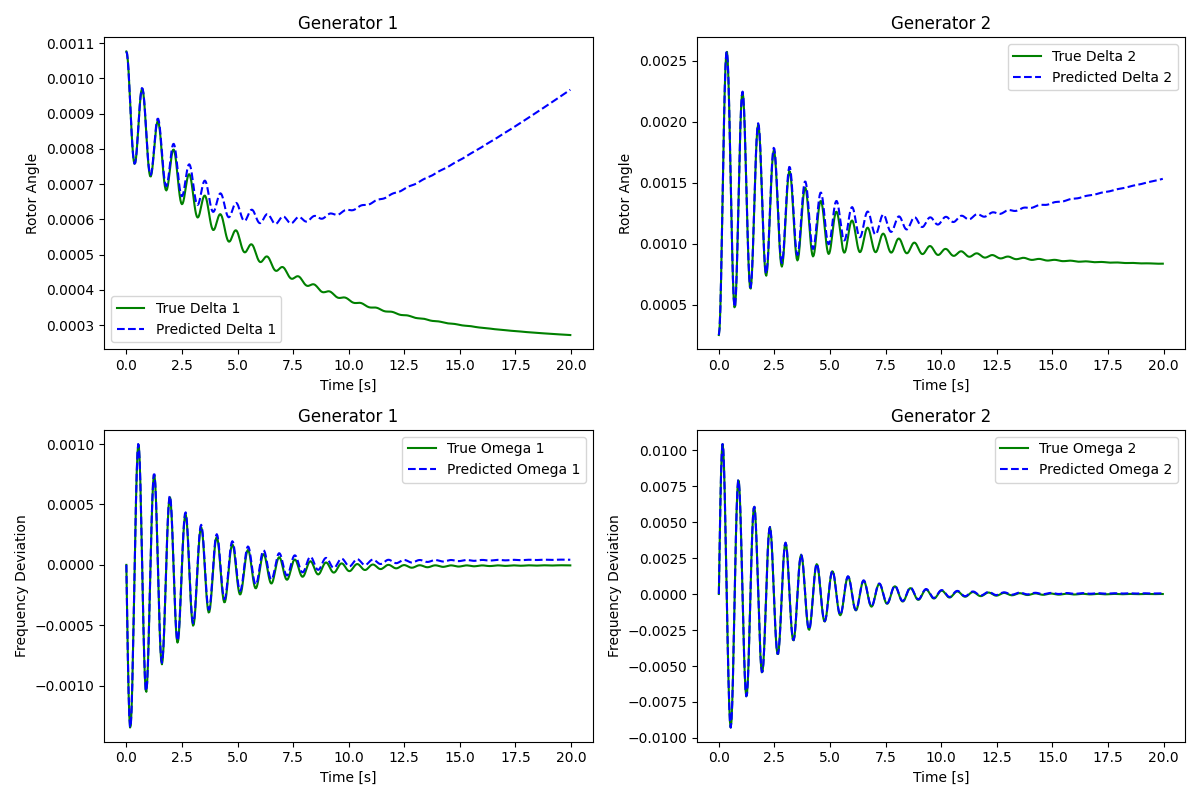 Generator 1
0.0011
0.0010
0.0009
0.0008
0.0007
0.0006
0.0005
0.0004
0.0003
Rotor Angle
True Delta 1
Predicted Delta 1
0.0 2.5 5.0 7.5 10.0 12.5 15.0 17.5 20.0
Time [s]
Generator 2
0.0025
0.0020
0.0015
0.0010
0.0005
Rotor Angle
True Delta 2
Predicted Delta 2
0.0 2.5 5.0 7.5 10.0 12.5 15.0 17.5 20.0
Time [s]
Generator 1
0.0010
0.0005
0.0000
−0.0005
−0.0010
Frequency Deviation
True Omega 1
Predicted Omega 1
0.0 2.5 5.0 7.5 10.0 12.5 15.0 17.5 20.0
Time [s]
Generator 2
0.0100
0.0075
0.0050
0.0025
0.0000
−0.0025
−0.0050
−0.0075
−0.0100
Frequency Deviation
True Omega 2
Predicted Omega 2
0.0 2.5 5.0 7.5 10.0 12.5 15.0 17.5 20.0
Time [s]